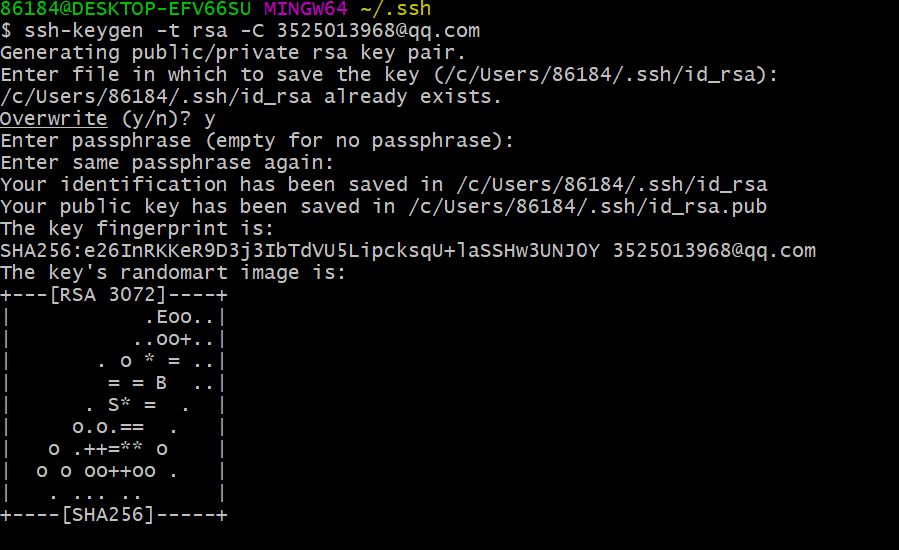 86184@DESKTOP-EFV66SU MINGW64 ~/.ssh
$ ssh-keygen -t rsa -C 3525013968@qq.com
Generating public/private rsa key pair.
Enter file in which to save the key (/c/Users/86184/.ssh/id_rsa):
/c/Users/86184/.ssh/id_rsa already exists.
Overwrite (y/n)? y
Enter passphrase (empty for no passphrase):
Enter same passphrase again:
Your identification has been saved in /c/Users/86184/.ssh/id_rsa
Your public key has been saved in /c/Users/86184/.ssh/id_rsa.pub
The key fingerprint is:
SHA256:e26InRKKeR9D3j3IbTdVU5LipcksqU+laSSHw3UNJOY 3525013968@qq.com
The key's randomart image is:
+---[RSA 3072]----+
|           .Eoo..|
|          ..oo+..|
|       . o * = ..|
|        = = B  ..|
|      . S* =  .  |
|     o.o.==  .   |
|   o .++=** o    |
|  o o oo++oo .   |
|   . ... ..      |
+----[SHA256]-----+